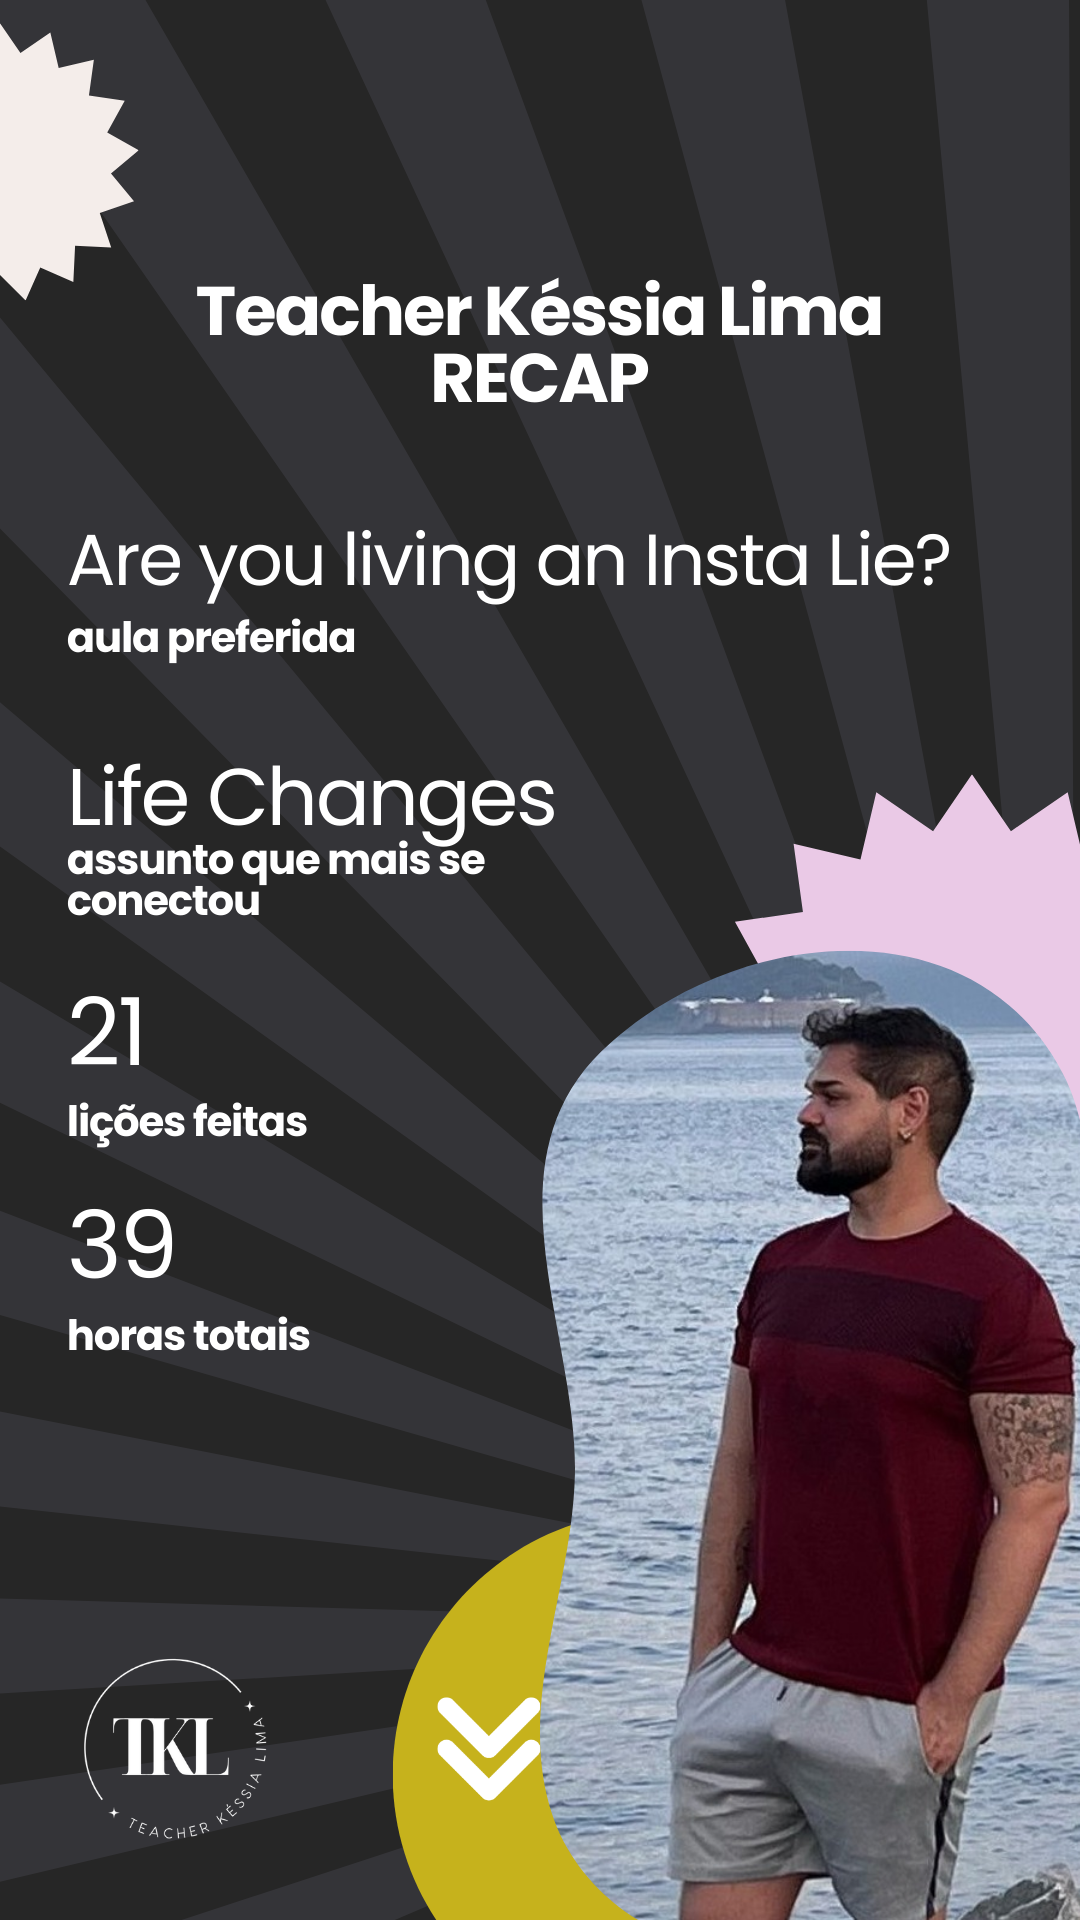 Teacher Késsia Lima
RECAP
Are you living an Insta Lie?
aula preferida
Life Changes
assunto que mais se
conectou
21
lições feitas
39
horas totais
TKL
TEACHER KÉSSIA LIMA